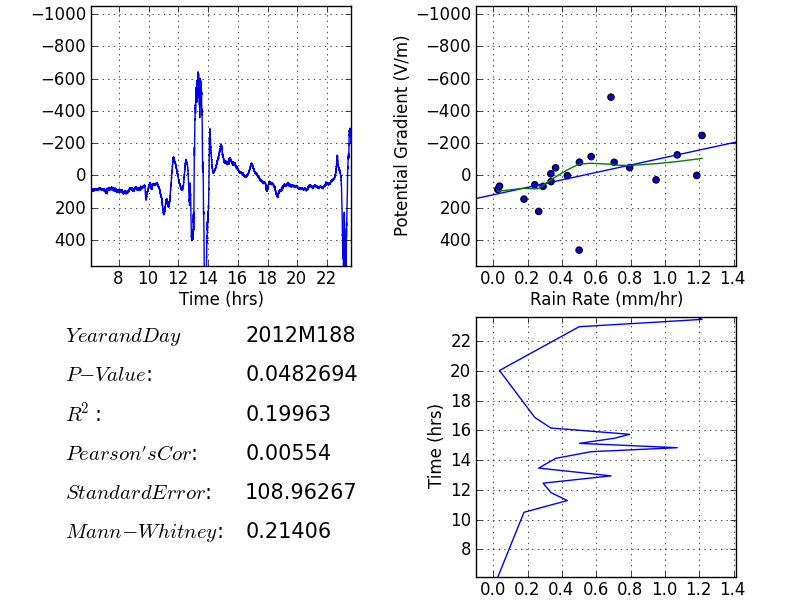 −1000
−800
−600
−400
−200
0
200
400
8 10 12 14 16 18 20 22
Time (hrs)
Potential Gradient (V/m)
−1000
−800
−600
−400
−200
0
200
400
0.0 0.2 0.4 0.6 0.8 1.0 1.2 1.4
Rain Rate (mm/hr)
YearandDay 2012M188
P−Value: 0.0482694
R²: 0.19963
Pearson'sCor: 0.00554
StandardError: 108.96267
Mann−Whitney: 0.21406
Time (hrs)
22
20
18
16
14
12
10
8
0.0 0.2 0.4 0.6 0.8 1.0 1.2 1.4